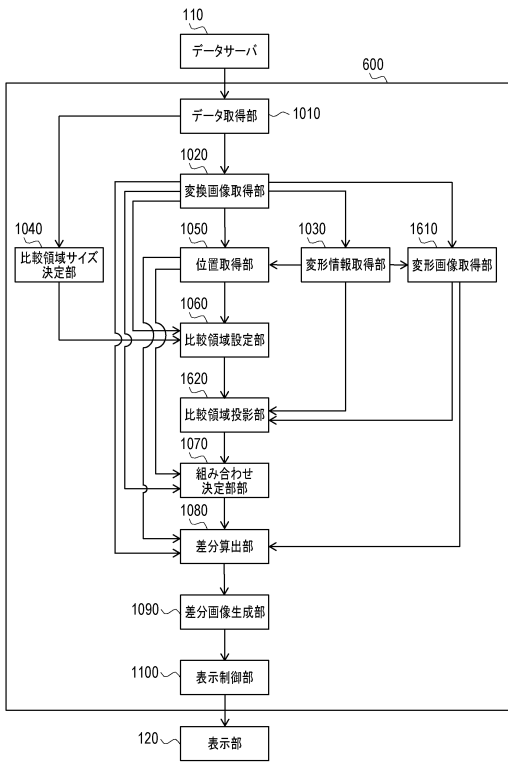 110
データサーバ
600
データ取得部
1010
1020
変換画像取得部
1040
比較領域サイズ
決定部
1050
位置取得部
1030
変形情報取得部
1610
変形画像取得部
1060
比較領域設定部
1620
比較領域投影部
1070
組み合わせ
決定部部
1080
差分算出部
1090
差分画像生成部
1100
表示制御部
120
表示部